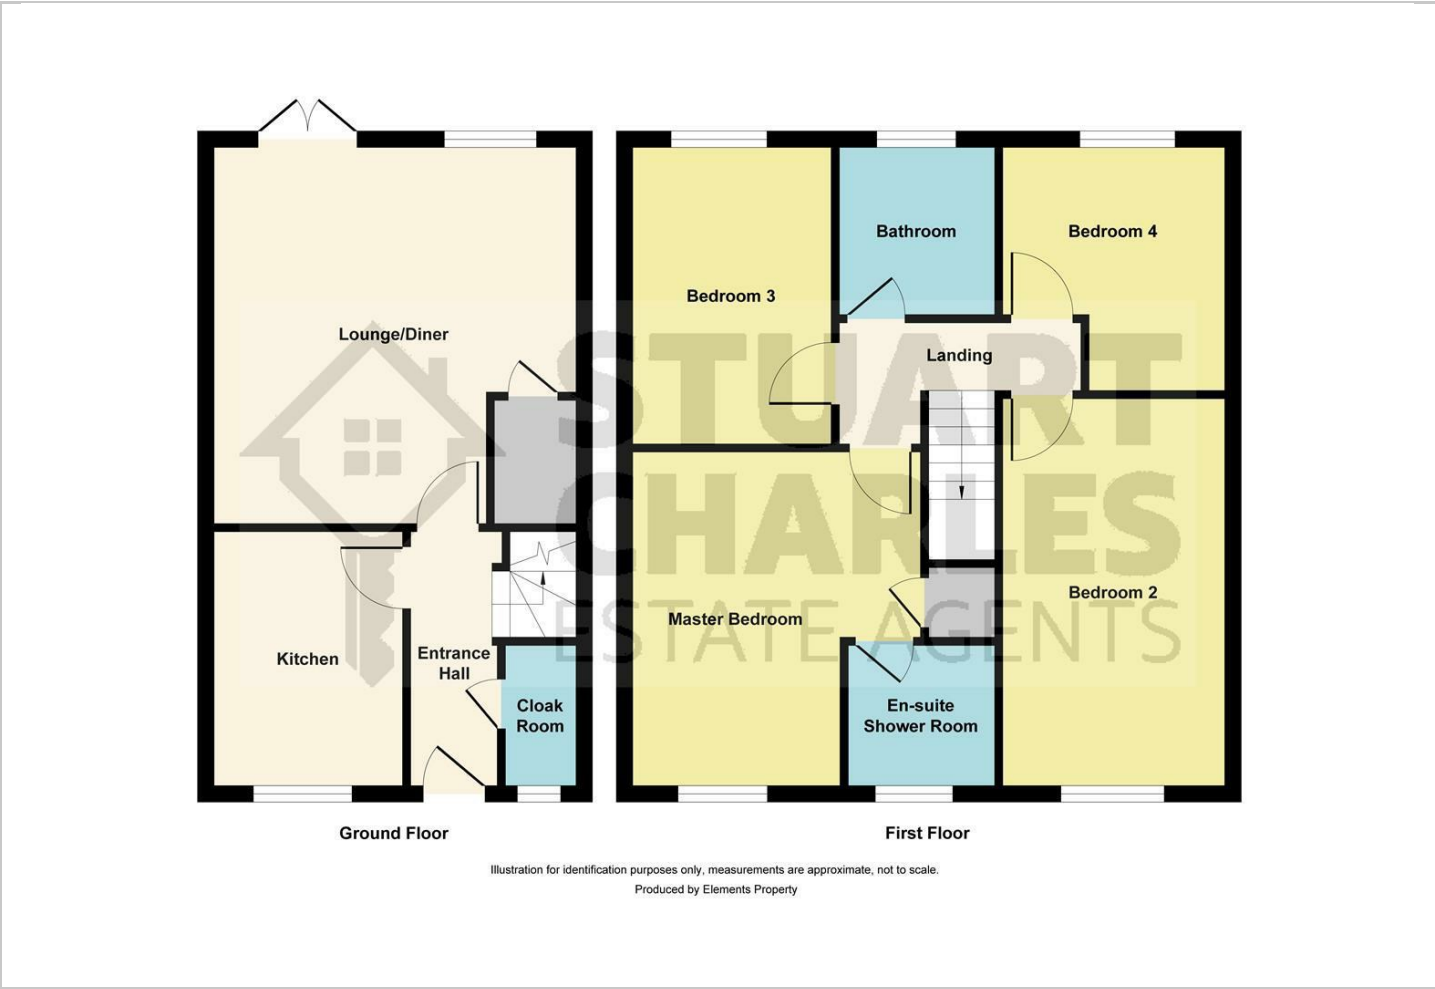 Bathroom
Bedroom 4
Bedroom 3
Lounge/Diner
Landing
STUART
CHARLES
ESTATE AGENTS
Bedroom 2
Master Bedroom
Kitchen
Entrance
Hall
Cloak
Room
En-suite
Shower Room
Ground Floor
First Floor
Illustration for identification purposes only, measurements are approximate, not to scale.
Produced by Elements Property